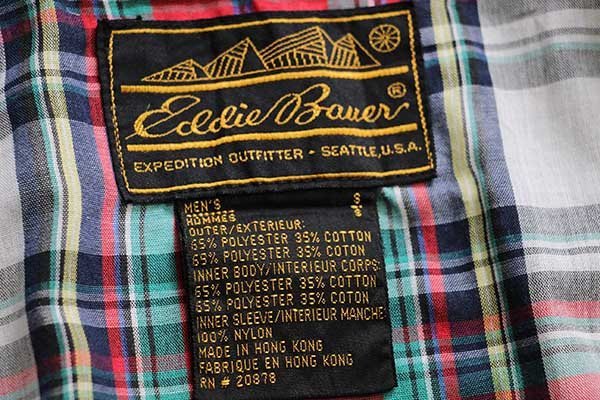 Eddie Bauer ®
EXPEDITION OUTFITTER • SEATTLE, U.S.A.
MEN'S S
HOMMES
OUTER/EXTERIEUR:
65% POLYESTER 35% COTTON
65% POLYESTER 35% COTON
INNER BODY/INTERIEUR CORPS:
65% POLYESTER 35% COTTON
65% POLYESTER 35% COTON
INNER SLEEVE/INTERIEUR MANCHE:
100% NYLON
MADE IN HONG KONG
FABRIQUE EN HONG KONG
RN # 20878